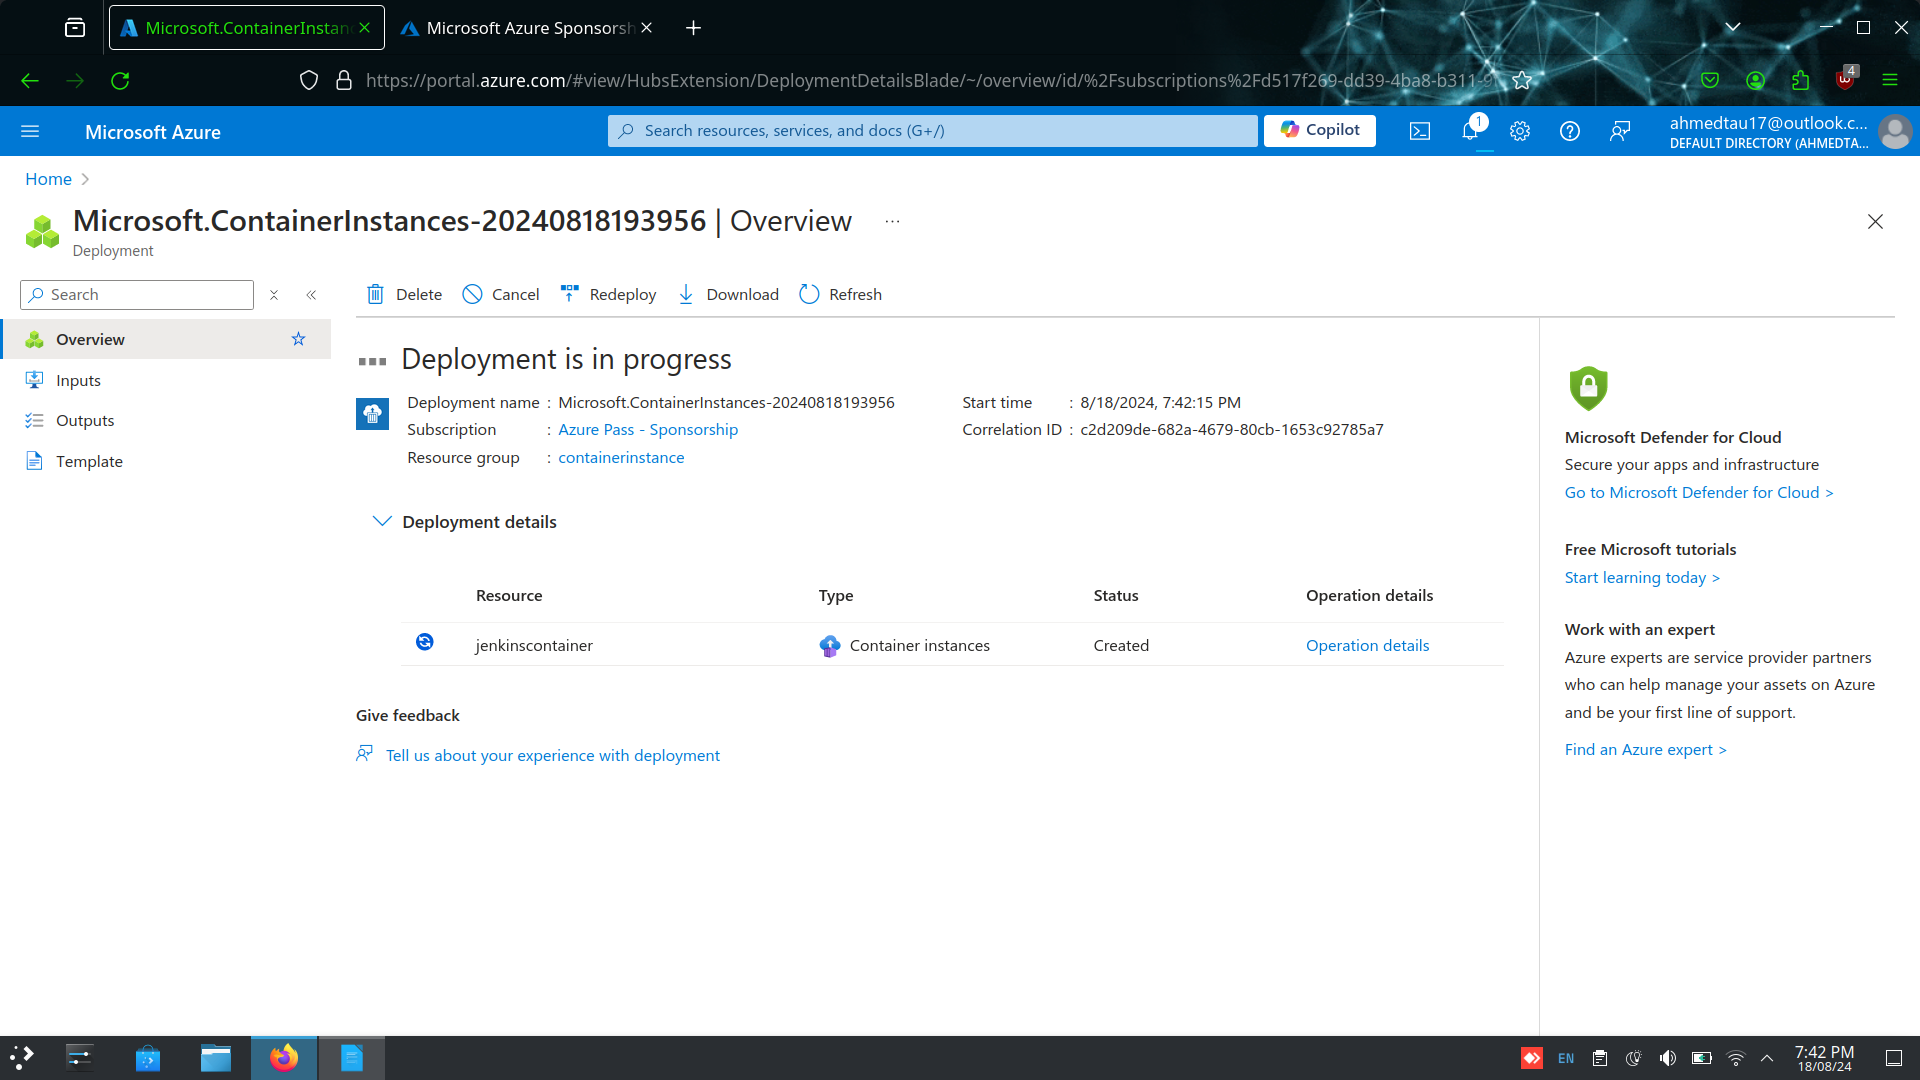 Microsoft.ContainerInstan
Microsoft Azure Sponsorsh
https://portal.azure.com/#view/HubsExtension/DeploymentDetailsBlade/~/overview/id/%2Fsubscriptions%2Fd517f269-dd39-4ba8-b311-9
4
Microsoft Azure
Search resources, services, and docs (G+/)
Copilot
1
ahmedtau17@outlook.c...
DEFAULT DIRECTORY (AHMEDTA...
Home
Microsoft.ContainerInstances-20240818193956 | Overview ...
Deployment
Search
Delete
Cancel
Redeploy
Download
Refresh
Overview
Inputs
Outputs
Template
Deployment is in progress
Deployment name : Microsoft.ContainerInstances-20240818193956
Subscription : Azure Pass - Sponsorship
Resource group : containerinstance
Start time : 8/18/2024, 7:42:15 PM
Correlation ID : c2d209de-682a-4679-80cb-1653c92785a7
Deployment details
Resource Type Status Operation details
jenkinscontainer Container instances Created Operation details
Give feedback
Tell us about your experience with deployment
Microsoft Defender for Cloud
Secure your apps and infrastructure
Go to Microsoft Defender for Cloud >
Free Microsoft tutorials
Start learning today >
Work with an expert
Azure experts are service provider partners
who can help manage your assets on Azure
and be your first line of support.
Find an Azure expert >
EN
7:42 PM
18/08/24